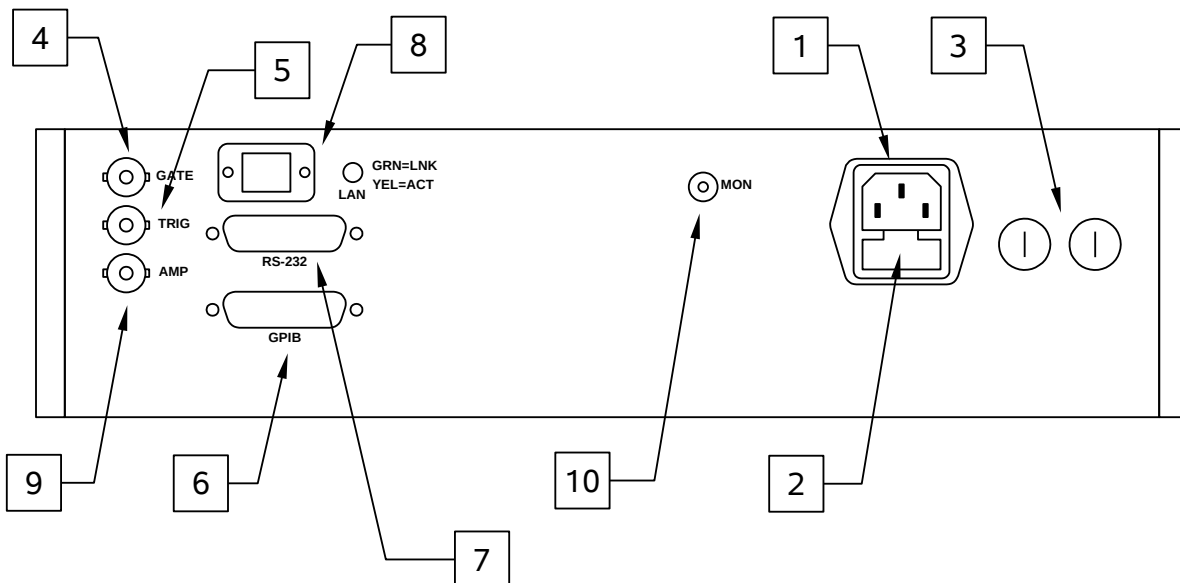 4
5
8
1
3
GATE
GRN=LNK
YEL=ACT
LAN
MON
TRIG
RS-232
AMP
GPIB
9
6
10
2
7